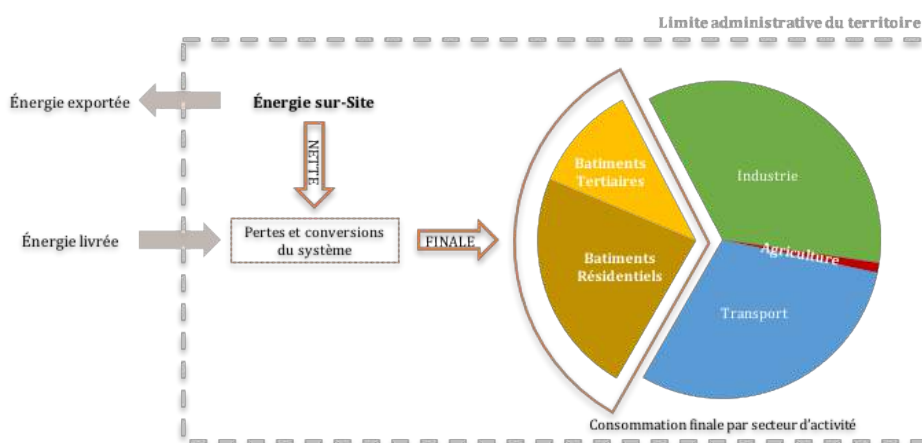 Limite administrative du territoire
Énergie exportée
Énergie sur-Site
NETTE
Énergie livrée
Pertes et conversions
du système
FINALE
Batiments
Tertiaires
Batiments
Résidentiels
Industrie
Agriculture
Transport
Consommation finale par secteur d'activité